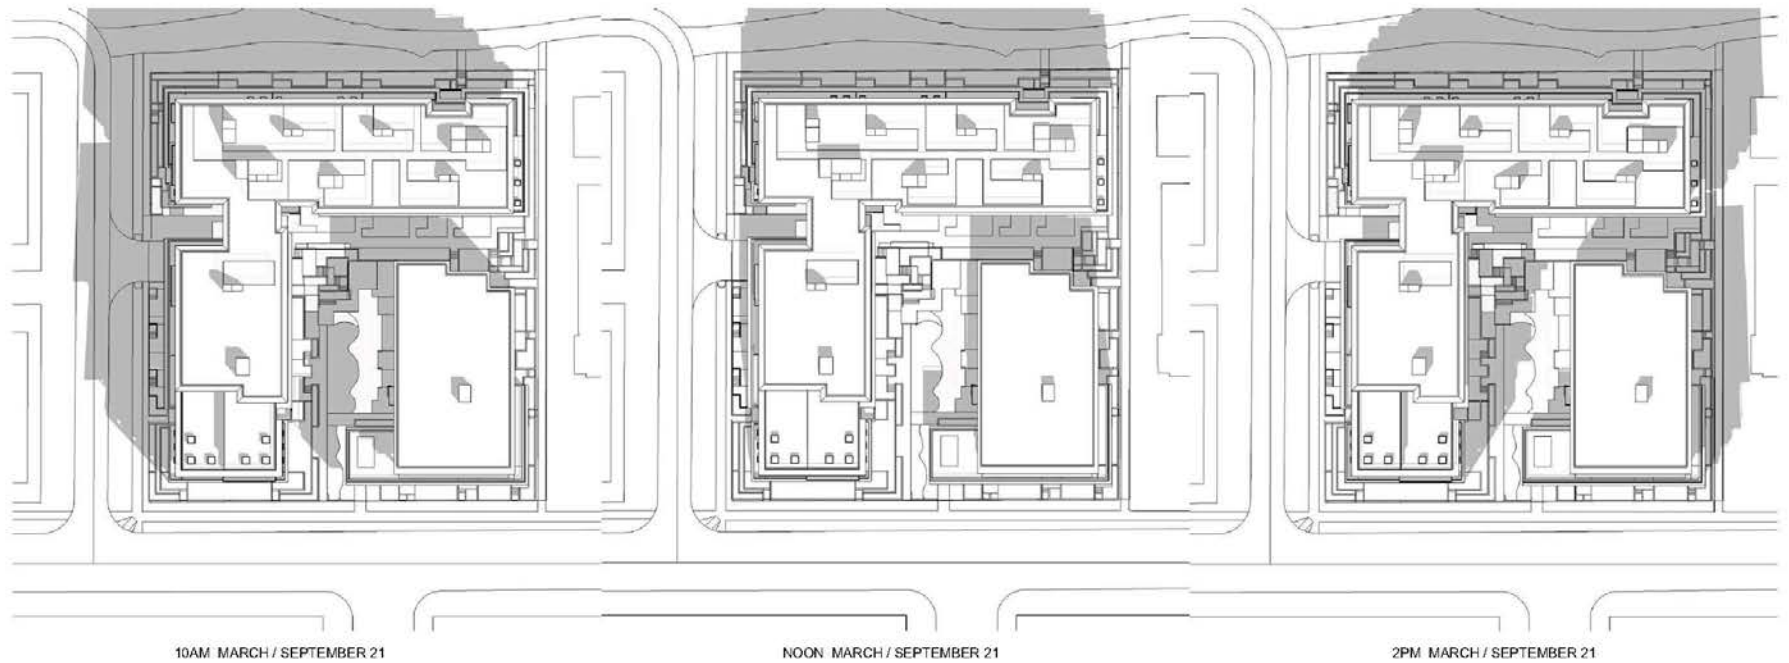 10AM MARCH / SEPTEMBER 21
NOON MARCH / SEPTEMBER 21
2PM MARCH / SEPTEMBER 21